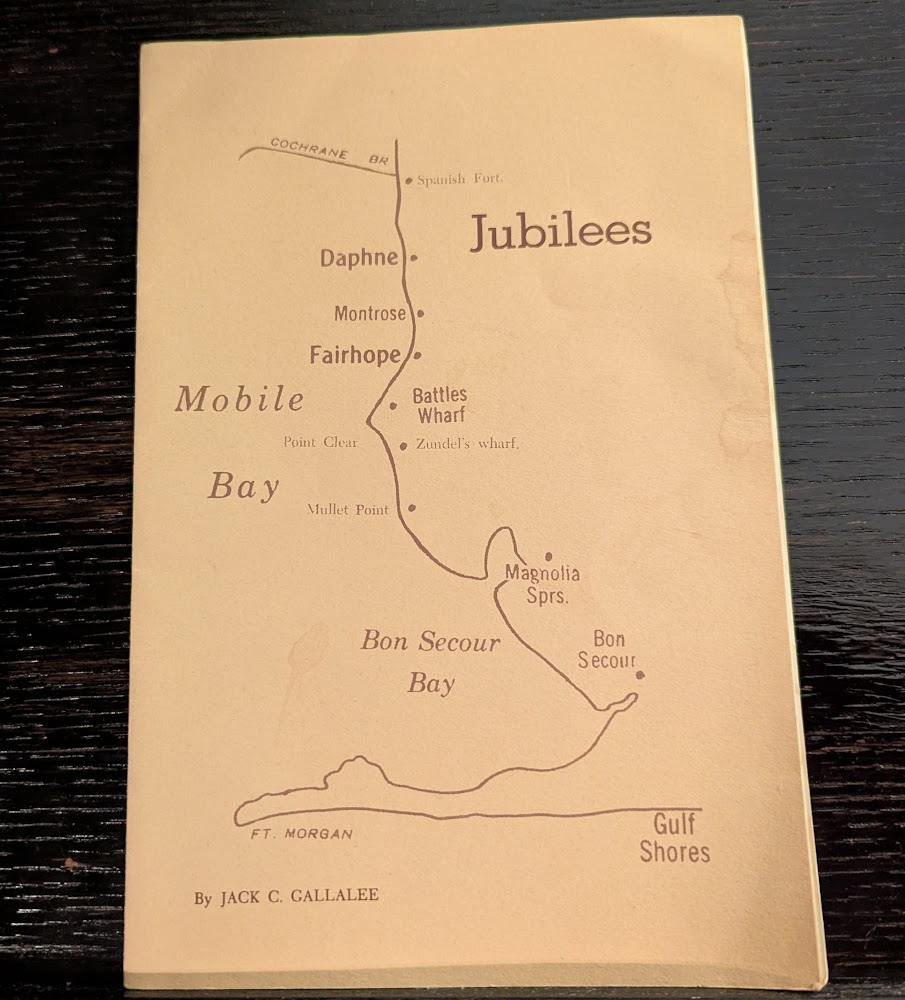 COCHRANE BR
Spanish Fort.
Jubilees
Daphne
Montrose
Fairhope
Mobile
Battles
Wharf
Point Clear
Zundel's wharf,
Bay
Mullet Point
Magnolia
Sprs.
Bon Secour
Bay
Bon
Secour
FT. MORGAN
Gulf
Shores
By JACK C. GALLALEE